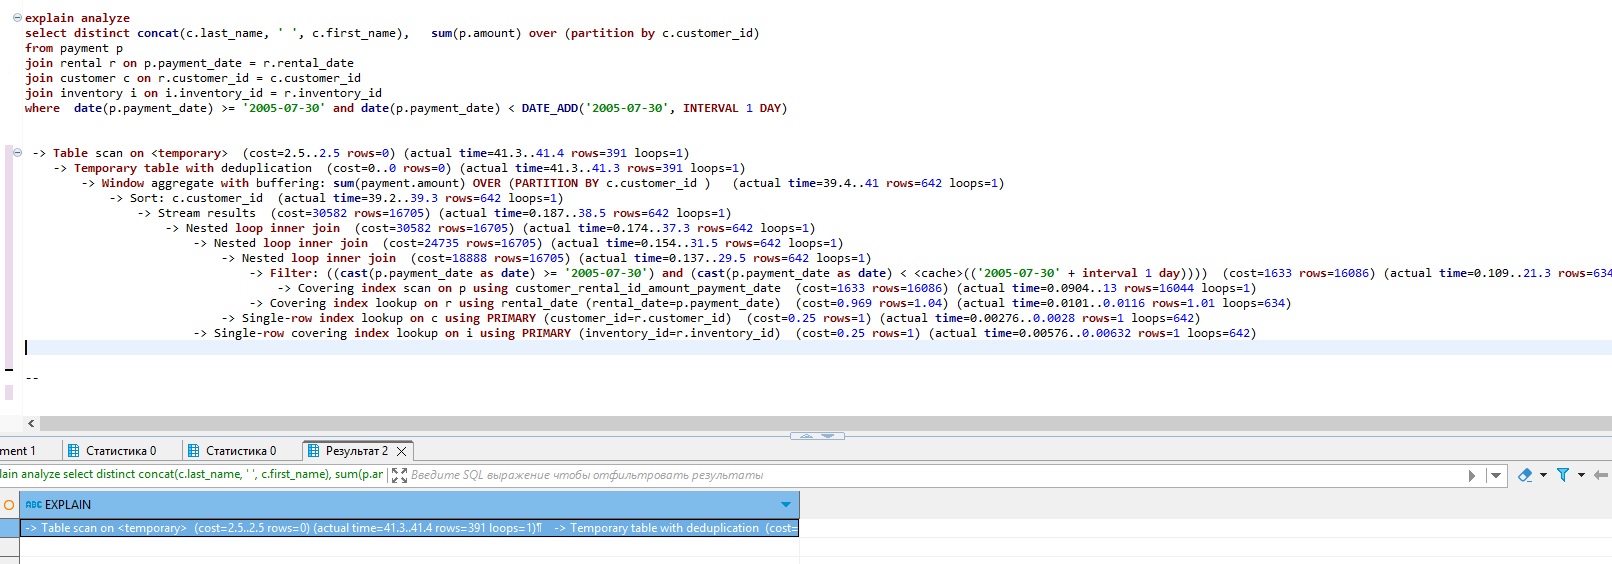 explain analyze
select distinct concat(c.last_name, ' ', c.first_name),   sum(p.amount) over (partition by c.customer_id)
from payment p
join rental r on p.payment_date = r.rental_date
join customer c on r.customer_id = c.customer_id
join inventory i on i.inventory_id = r.inventory_id
where  date(p.payment_date) >= '2005-07-30' and date(p.payment_date) < DATE_ADD('2005-07-30', INTERVAL 1 DAY)
-> Table scan on <temporary>  (cost=2.5..2.5 rows=0) (actual time=41.3..41.4 rows=391 loops=1)
-> Temporary table with deduplication  (cost=0..0 rows=0) (actual time=41.3..41.3 rows=391 loops=1)
-> Window aggregate with buffering: sum(payment.amount) OVER (PARTITION BY c.customer_id )   (actual time=39.4..41 rows=642 loops=1)
-> Sort: c.customer_id  (actual time=39.2..39.3 rows=642 loops=1)
-> Stream results  (cost=30582 rows=16705) (actual time=0.187..38.5 rows=642 loops=1)
-> Nested loop inner join  (cost=30582 rows=16705) (actual time=0.174..37.3 rows=642 loops=1)
-> Nested loop inner join  (cost=24735 rows=16705) (actual time=0.154..31.5 rows=642 loops=1)
-> Nested loop inner join  (cost=18888 rows=16705) (actual time=0.137..29.5 rows=642 loops=1)
-> Filter: ((cast(p.payment_date as date) >= '2005-07-30') and (cast(p.payment_date as date) < <cache>(('2005-07-30' + interval 1 day))))  (cost=1633 rows=16086) (actual time=0.109..21.3 rows=634
-> Covering index scan on p using customer_rental_id_amount_payment_date  (cost=1633 rows=16086) (actual time=0.0904..13 rows=16044 loops=1)
-> Covering index lookup on r using rental_date (rental_date=p.payment_date)  (cost=0.969 rows=1.04) (actual time=0.0101..0.0116 rows=1.01 loops=634)
-> Single-row index lookup on c using PRIMARY (customer_id=r.customer_id)  (cost=0.25 rows=1) (actual time=0.00276..0.0028 rows=1 loops=642)
-> Single-row covering index lookup on i using PRIMARY (inventory_id=r.inventory_id)  (cost=0.25 rows=1) (actual time=0.00576..0.00632 rows=1 loops=642)
--
ment 1 Статистика 0 Статистика 0 Результат 2
lain analyze select distinct concat(c.last_name, ' ', c.first_name), sum(p.ar Введите SQL выражение чтобы отфильтровать результаты
ABC EXPLAIN
-> Table scan on <temporary>  (cost=2.5..2.5 rows=0) (actual time=41.3..41.4 rows=391 loops=1)¶    -> Temporary table with deduplication  (cost=